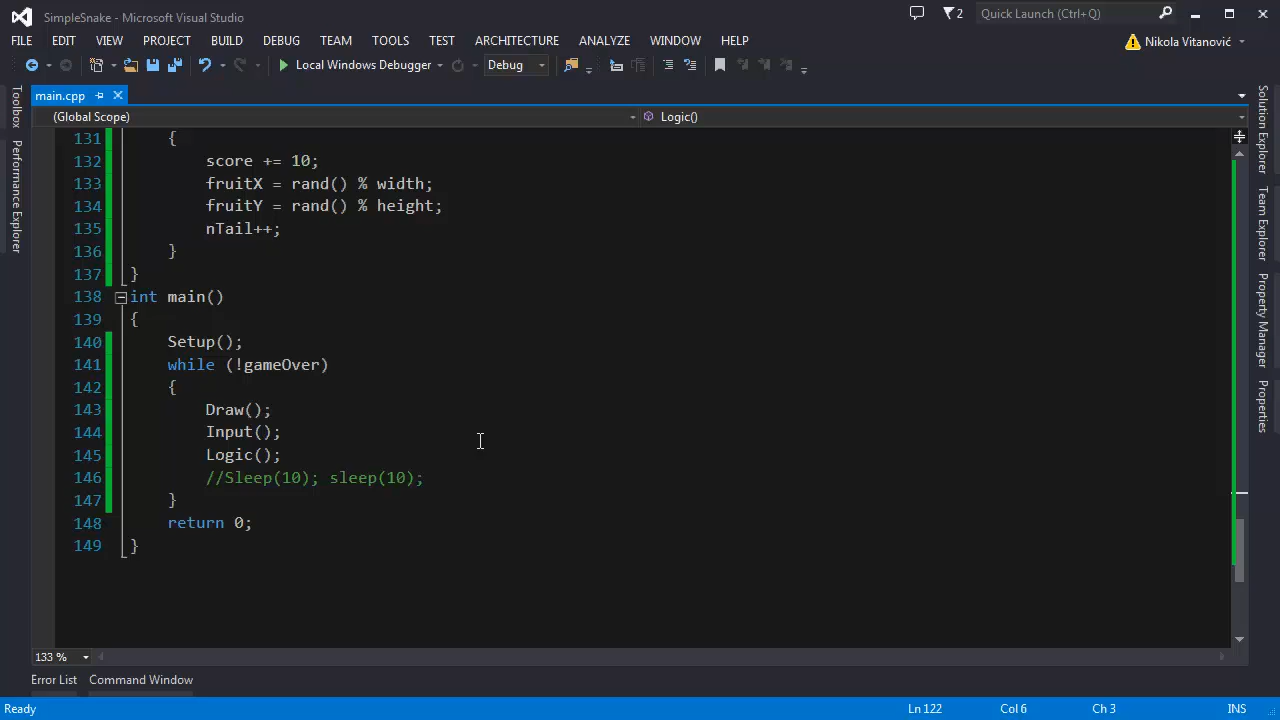 SimpleSnake - Microsoft Visual Studio
2
Quick Launch (Ctrl+Q)
FILE EDIT VIEW PROJECT BUILD DEBUG TEAM TOOLS TEST ARCHITECTURE ANALYZE WINDOW HELP
Nikola Vitanović
Local Windows Debugger
Debug
main.cpp
(Global Scope)
Logic()
131 {
132 score += 10;
133 fruitX = rand() % width;
134 fruitY = rand() % height;
135 nTail++;
136 }
137 }
138 int main()
139 {
140 Setup();
141 while (!gameOver)
142 {
143 Draw();
144 Input();
145 Logic();
146 //Sleep(10); sleep(10);
147 }
148 return 0;
149 }
Toolbox
Performance Explorer
Solution Explorer
Team Explorer
Property Manager
Properties
133 %
Error List Command Window
Ready
Ln 122 Col 6 Ch 3 INS